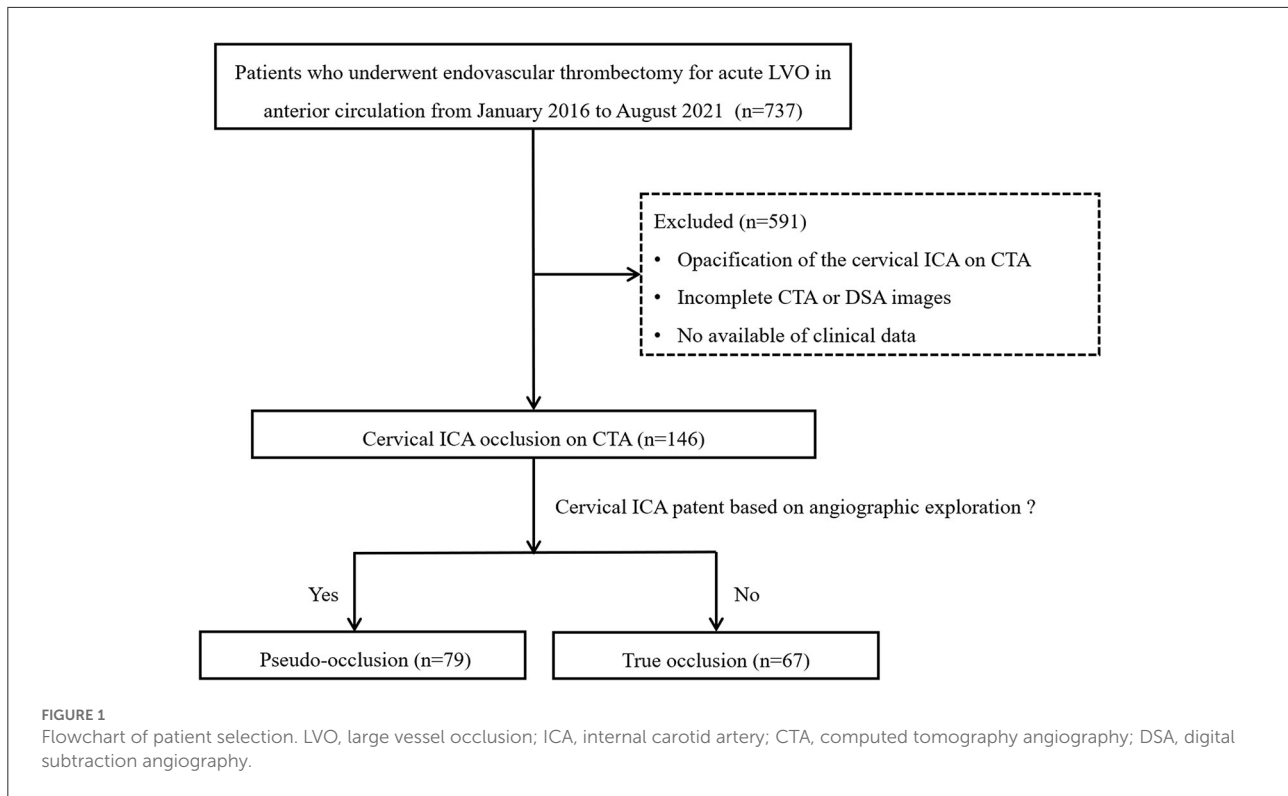 Patients who underwent endovascular thrombectomy for acute LVO in
anterior circulation from January 2016 to August 2021 (n=737)
Excluded (n=591)
• Opacification of the cervical ICA on CTA
• Incomplete CTA or DSA images
• No available of clinical data
Cervical ICA occlusion on CTA (n=146)
Cervical ICA patent based on angiographic exploration ?
Yes
No
Pseudo-occlusion (n=79)
True occlusion (n=67)
FIGURE 1
Flowchart of patient selection. LVO, large vessel occlusion; ICA, internal carotid artery; CTA, computed tomography angiography; DSA, digital
subtraction angiography.